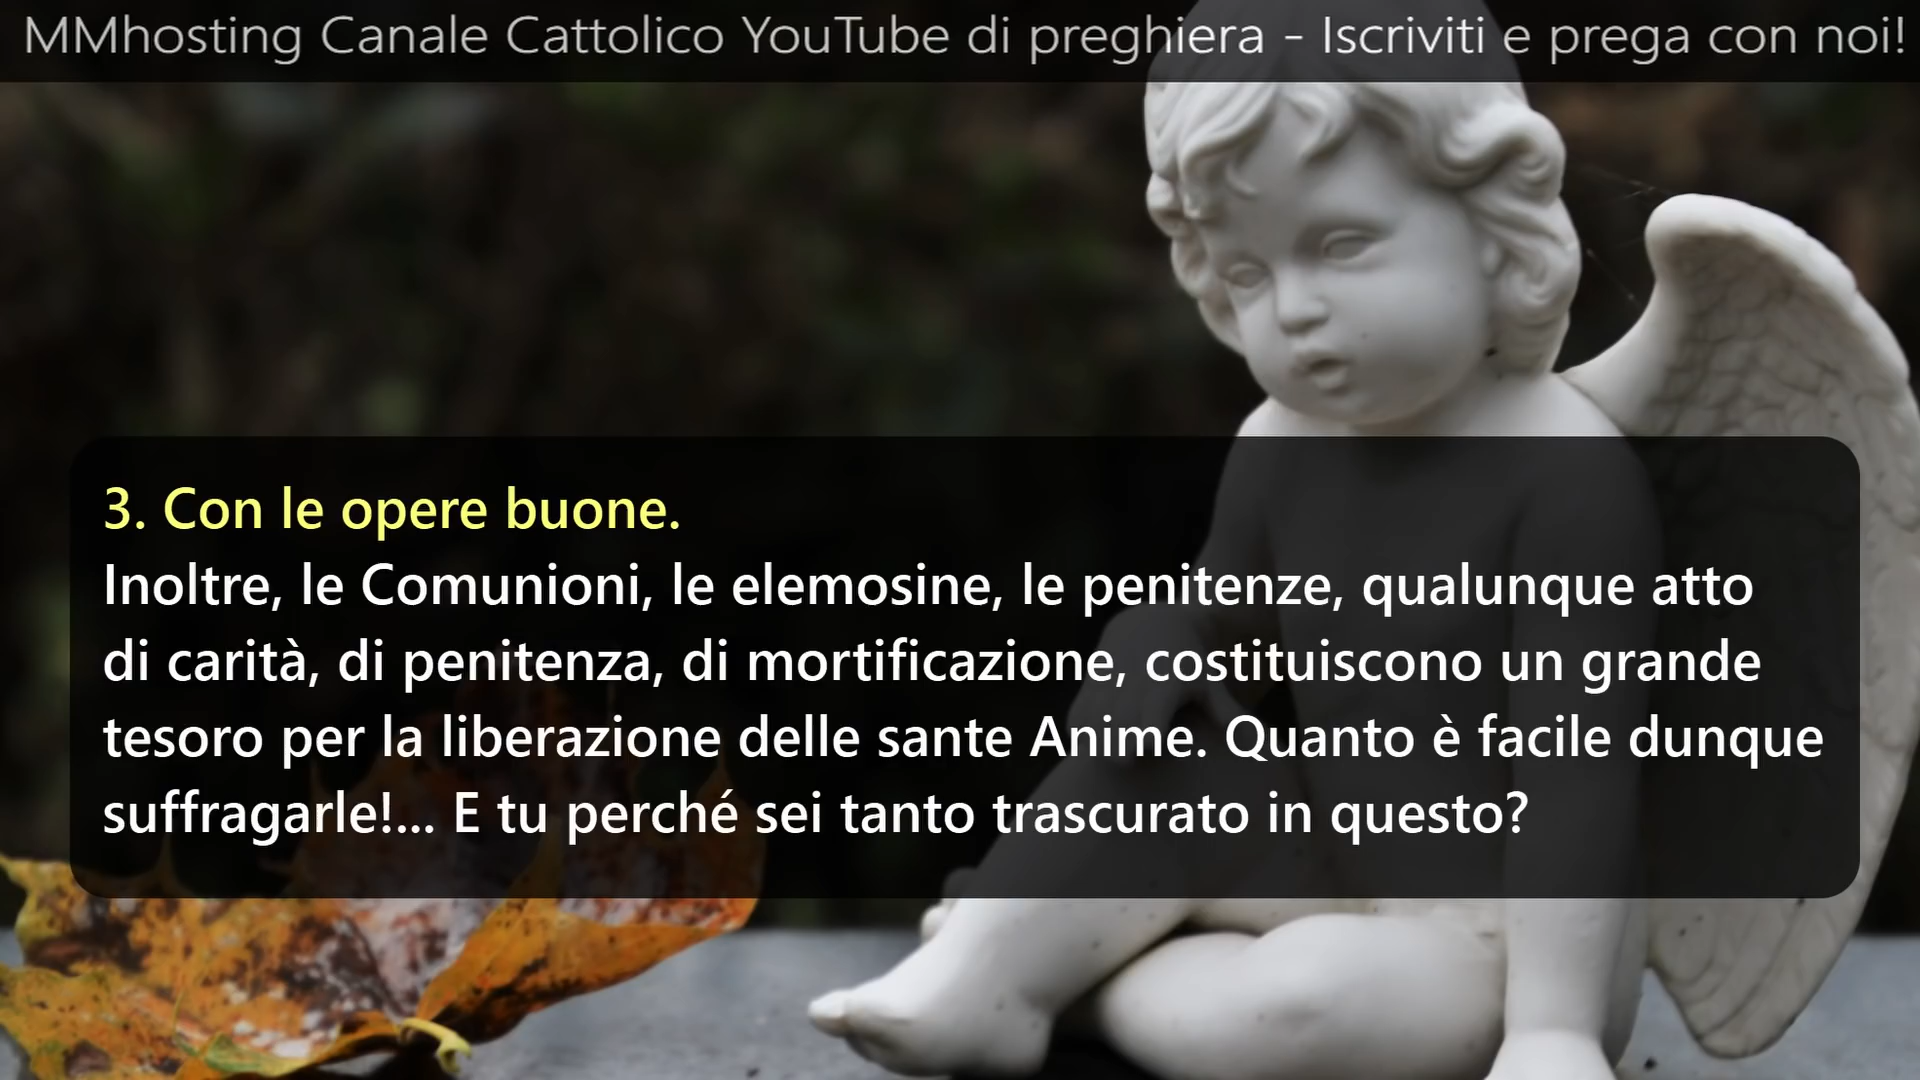 MMhosting Canale Cattolico YouTube di preghiera - Iscriviti e prega con noi!
3. Con le opere buone.
Inoltre, le Comunioni, le elemosine, le penitenze, qualunque atto
di carità, di penitenza, di mortificazione, costituiscono un grande
tesoro per la liberazione delle sante Anime. Quanto è facile dunque
suffragarle!... E tu perché sei tanto trascurato in questo?